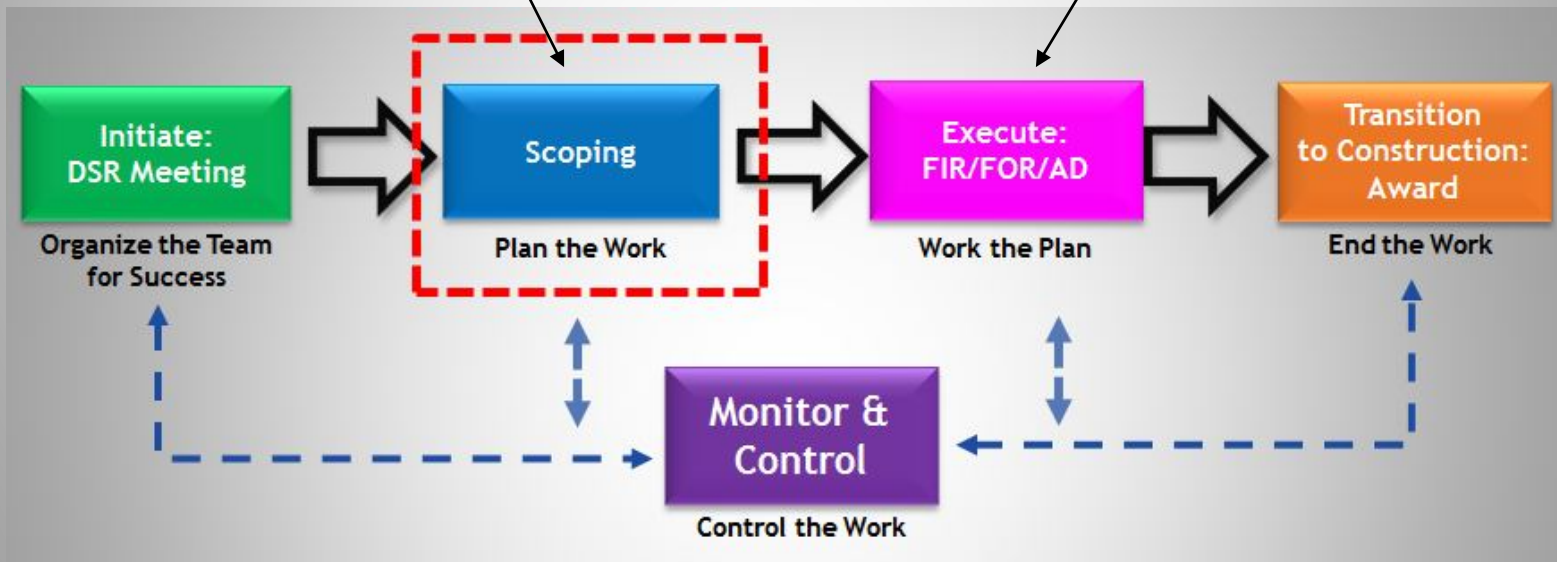 Initiate:
DSR Meeting
Organize the Team
for Success
Scoping
Plan the Work
Execute:
FIR/FOR/AD
Work the Plan
Transition
to Construction:
Award
End the Work
Monitor &
Control
Control the Work